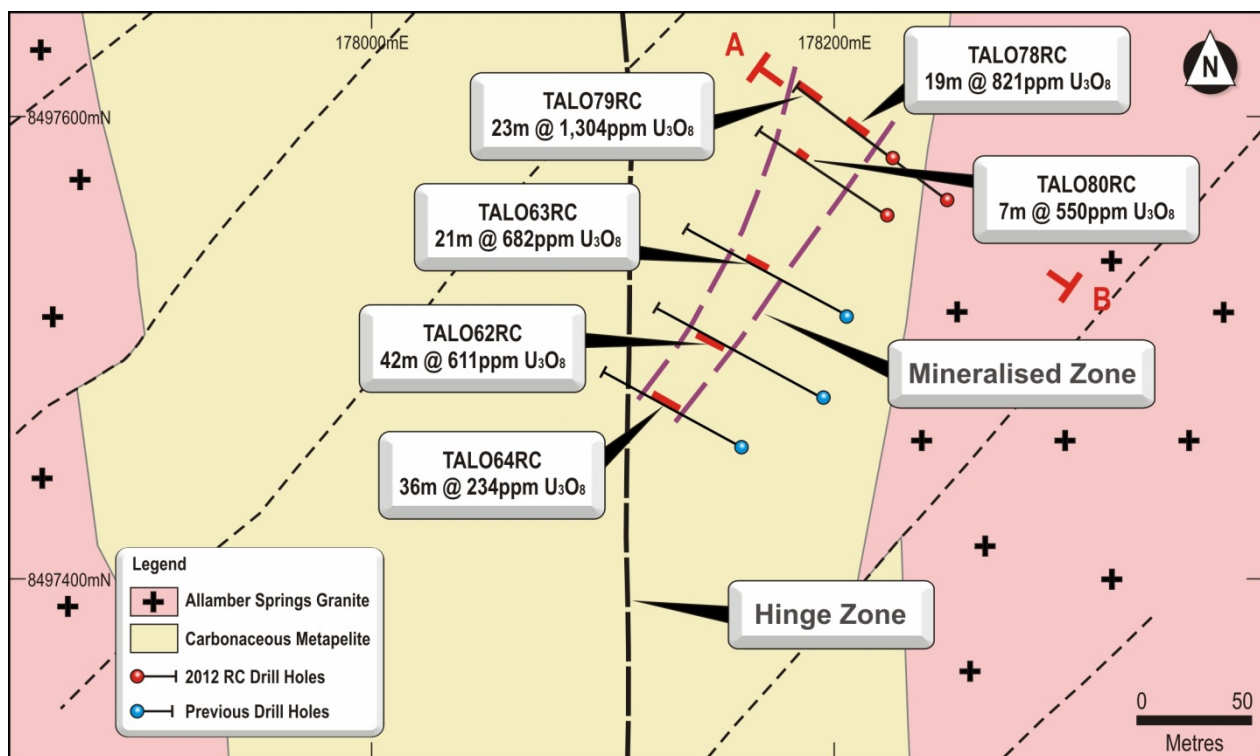 178000mE
178200mE
N
A
TALO78RC
19m @ 821ppm U₃O₈
TALO79RC
23m @ 1,304ppm U₃O₈
8497600mN
TALO80RC
7m @ 550ppm U₃O₈
TALO63RC
21m @ 682ppm U₃O₈
B
TALO62RC
42m @ 611ppm U₃O₈
Mineralised Zone
TALO64RC
36m @ 234ppm U₃O₈
8497400mN
Hinge Zone
Legend
Allamber Springs Granite
Carbonaceous Metapelite
2012 RC Drill Holes
Previous Drill Holes
0 50
Metres